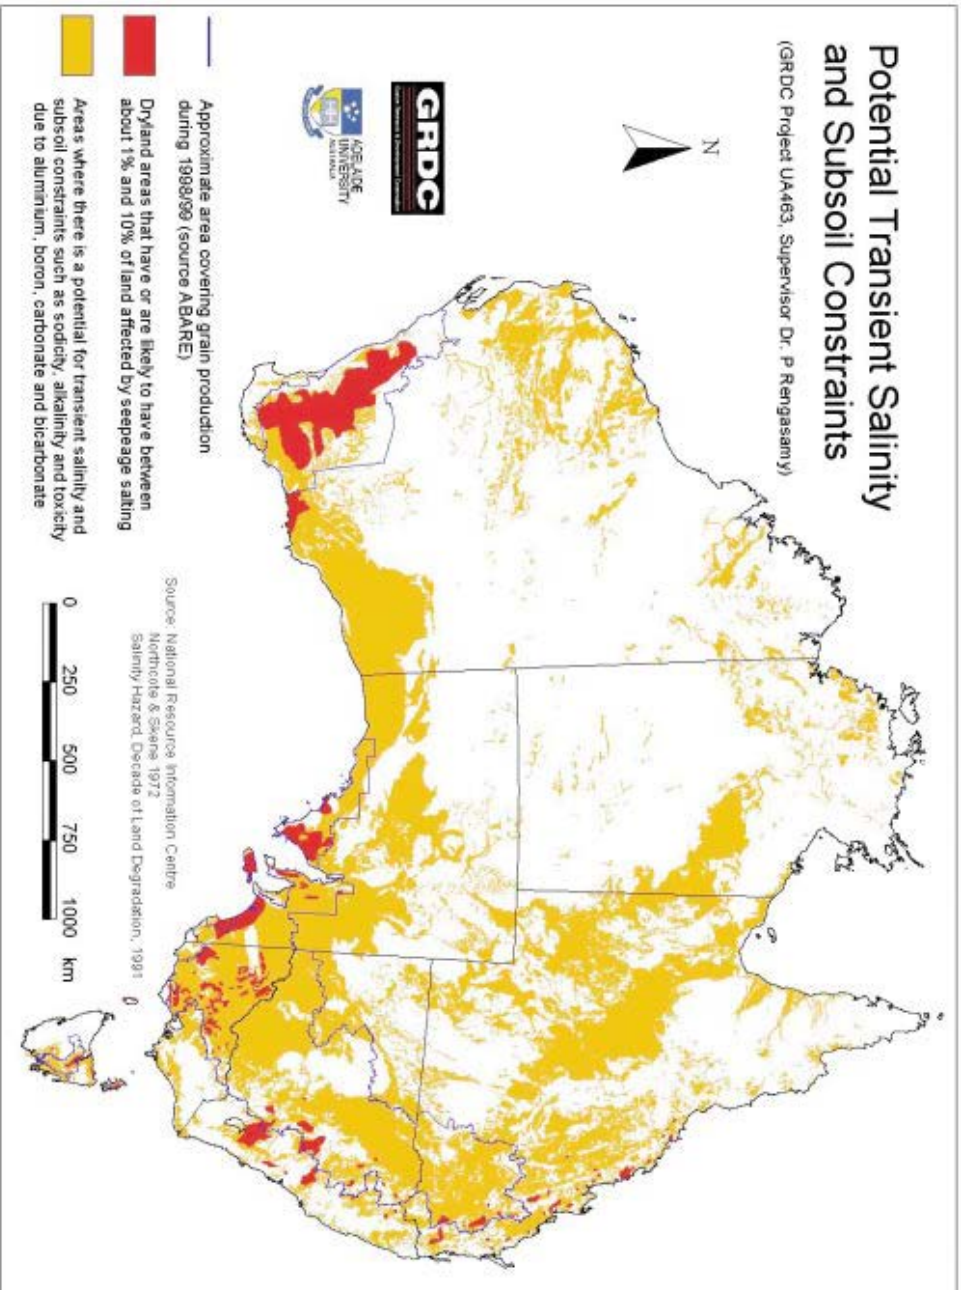 Potential Transient Salinity
and Subsoil Constraints
(GRDC Project UA463, Supervisor Dr. P Rengasamy)
N
GRDC
ADELAIDE
UNIVERSITY
AUSTRALIA
Approximate area covering grain production
during 1998/99 (source ABARE)
Dryland areas that have or are likely to have between
about 1% and 10% of land affected by seepage salting
Areas where there is a potential for transient salinity and
subsoil constraints such as sodicity, alkalinity and toxicity
due to aluminium, boron, carbonate and bicarbonate
Source: National Resource Information Centre
Northcote & Skene 1972
Salinity Hazard, Decade of Land Degradation, 1991
0 250 500 750 1000 km